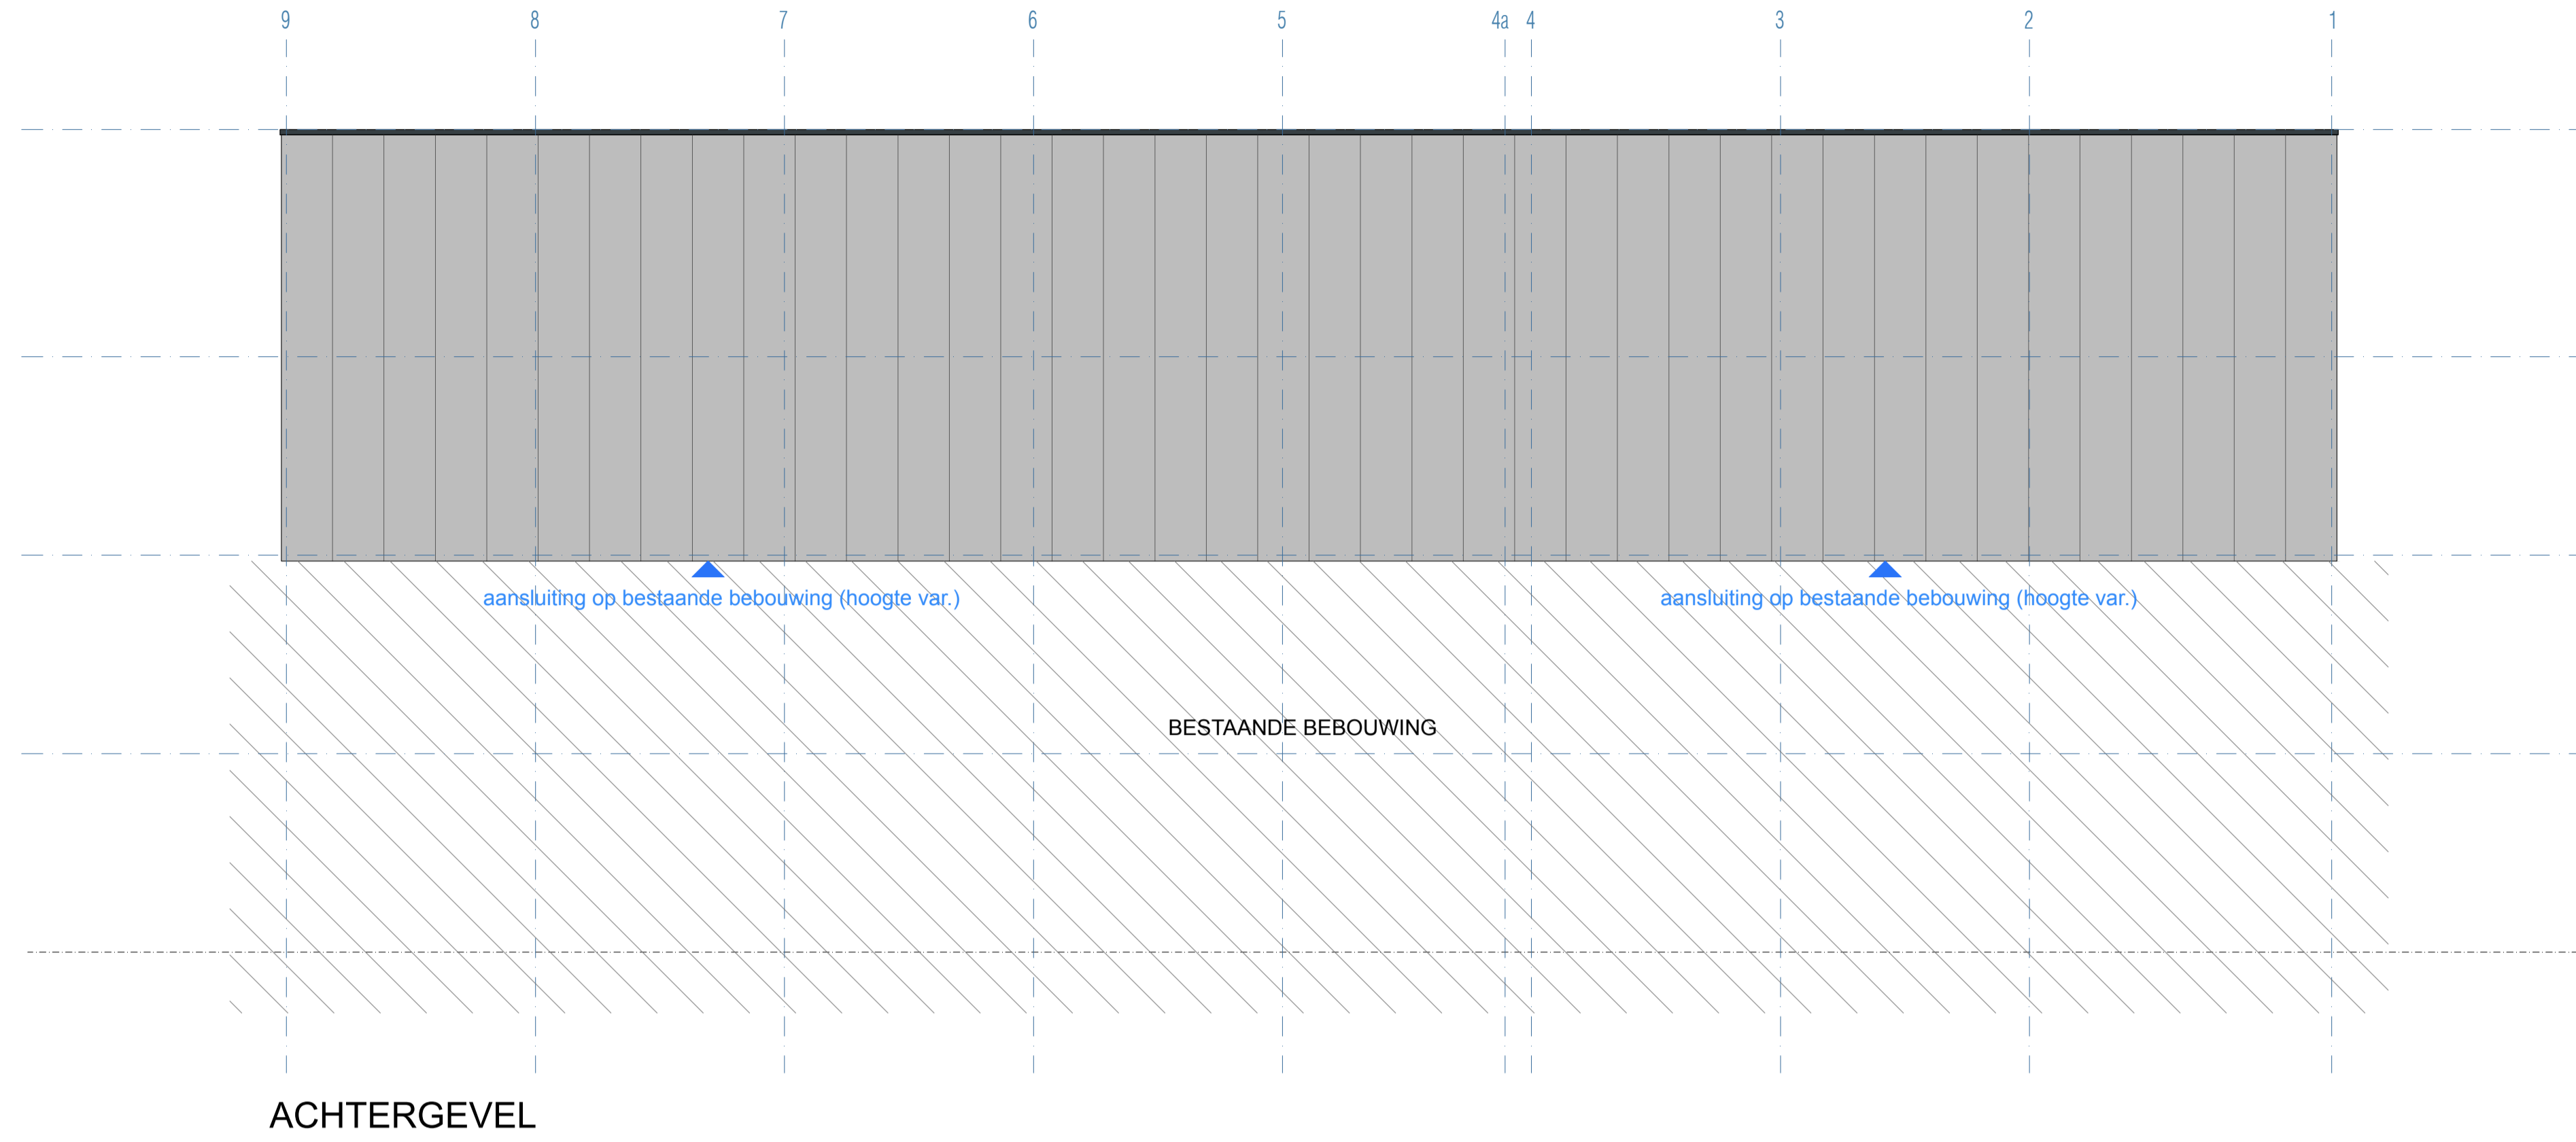 9 8 7 6 5 4a 4 3 2 1
aansluiting op bestaande bebouwing (hoogte var.) aansluiting op bestaande bebouwing (hoogte var.)
BESTAANDE BEBOUWING
ACHTERGEVEL